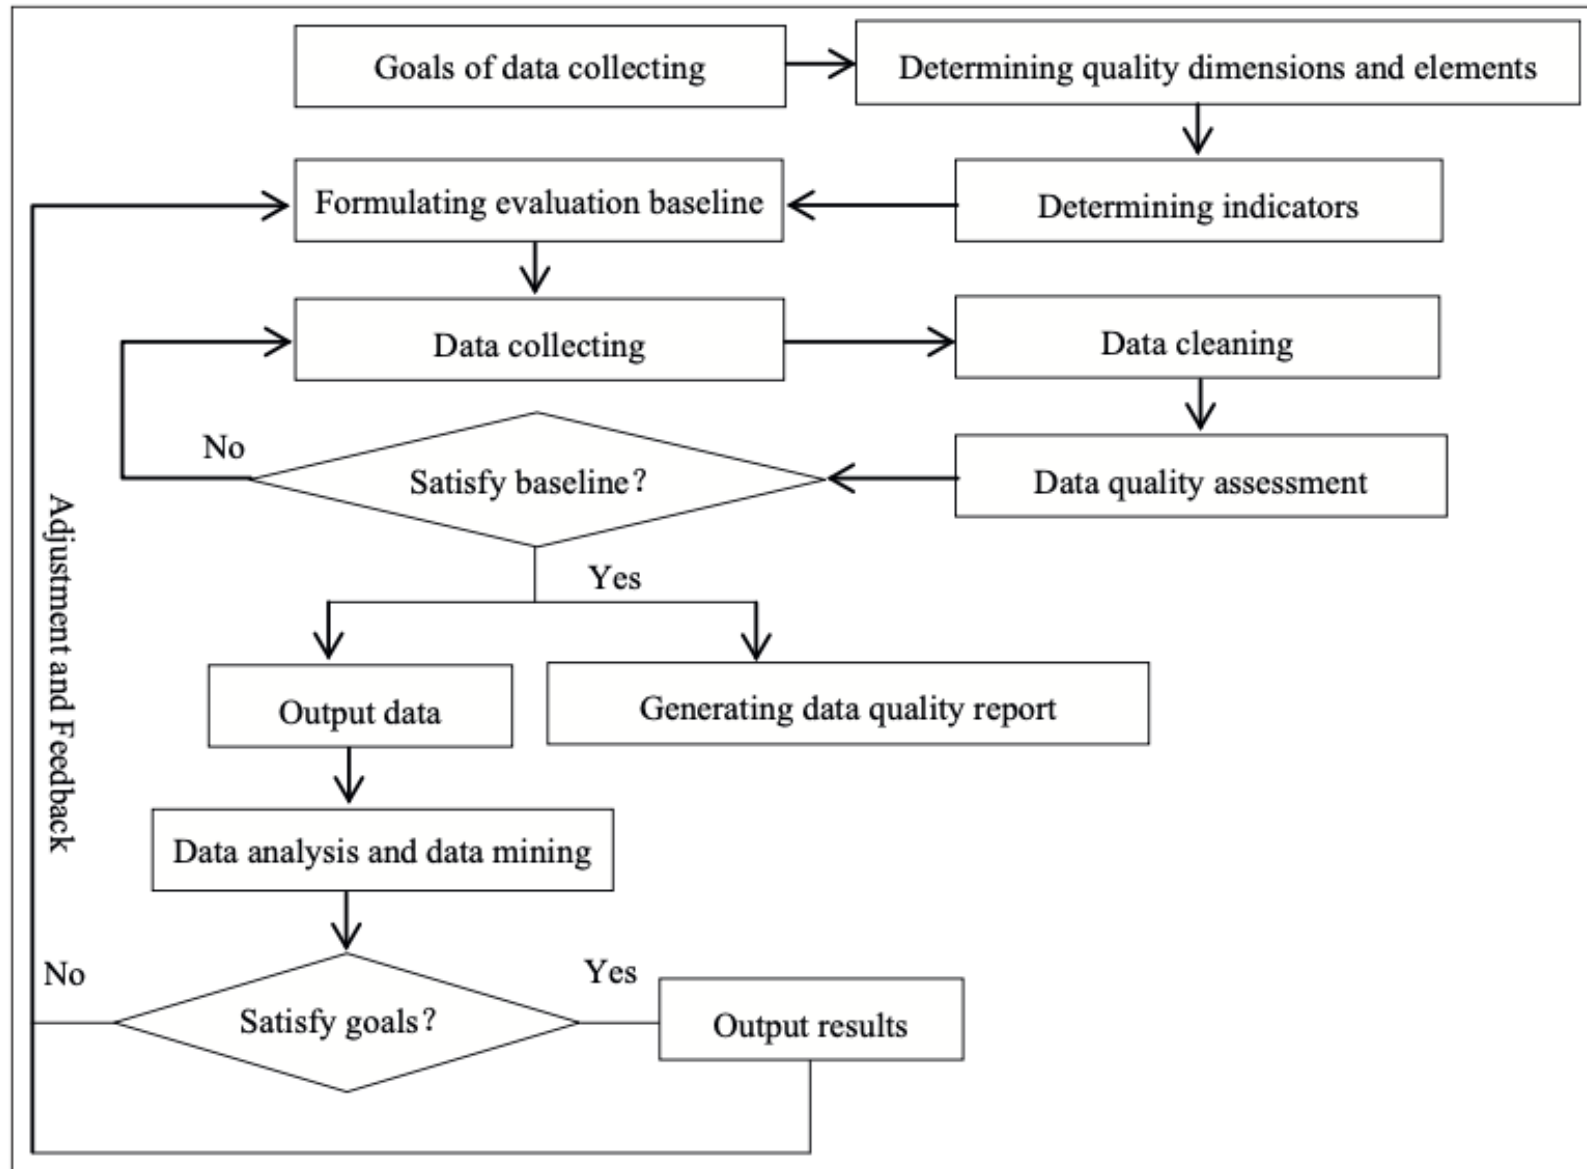 Goals of data collecting
Determining quality dimensions and elements
Formulating evaluation baseline
Determining indicators
Data collecting
Data cleaning
No
Satisfy baseline?
Data quality assessment
Adjustment and Feedback
Yes
Output data
Generating data quality report
Data analysis and data mining
No
Yes
Satisfy goals?
Output results